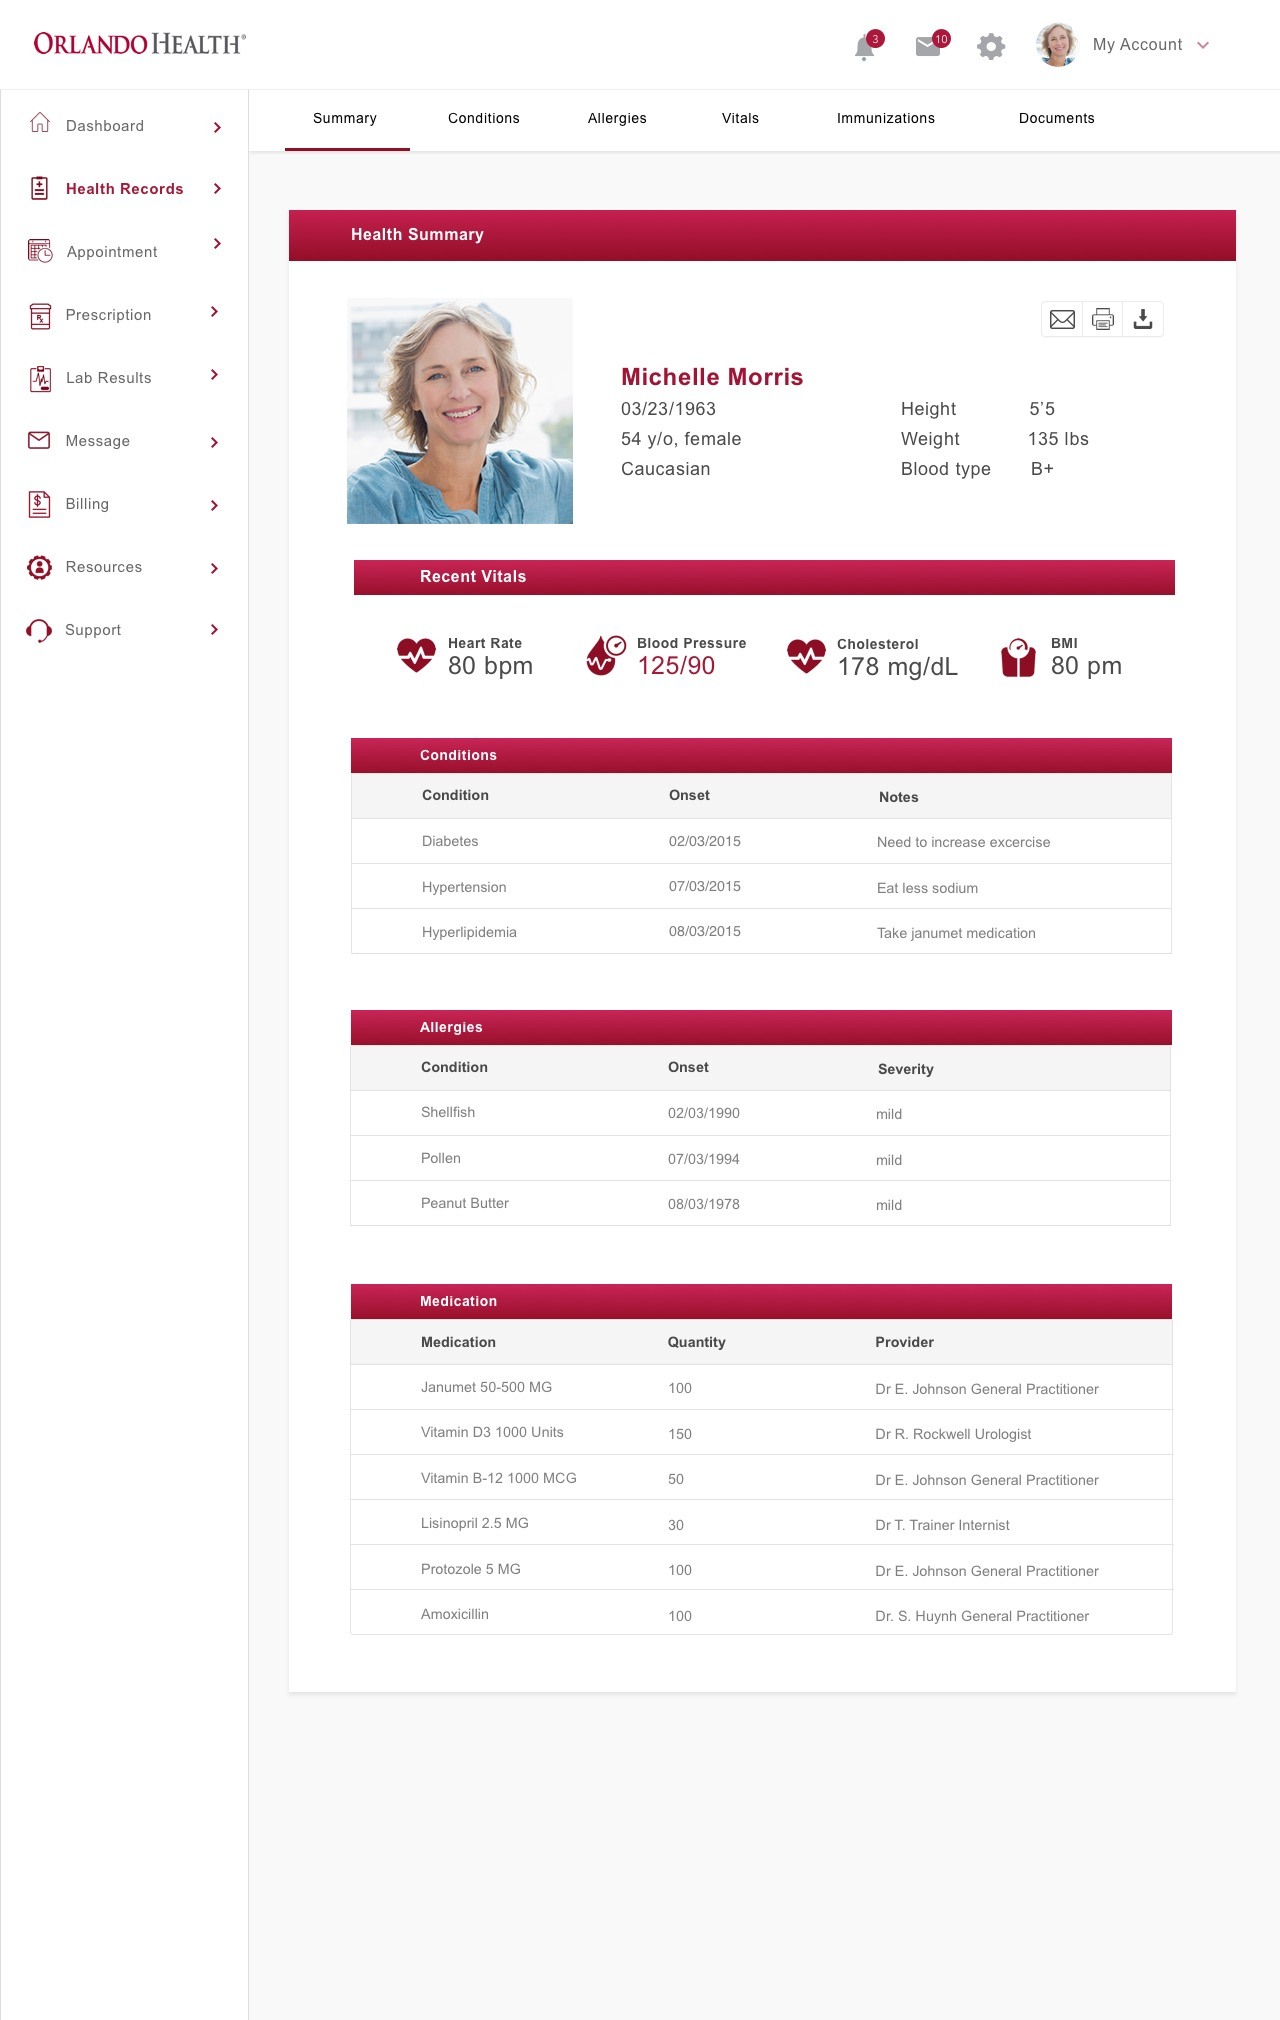 ORLANDO HEALTH®
3
10
My Account
Dashboard
Health Records
Appointment
Prescription
Lab Results
Message
Billing
Resources
Support
Summary Conditions Allergies Vitals Immunizations Documents
Health Summary
Michelle Morris
03/23/1963 Height 5’5
54 y/o, female Weight 135 lbs
Caucasian Blood type B+
Recent Vitals
Heart Rate
80 bpm
Blood Pressure
125/90
Cholesterol
178 mg/dL
BMI
80 pm
Conditions
Condition Onset Notes
Diabetes 02/03/2015 Need to increase excercise
Hypertension 07/03/2015 Eat less sodium
Hyperlipidemia 08/03/2015 Take janumet medication
Allergies
Condition Onset Severity
Shellfish 02/03/1990 mild
Pollen 07/03/1994 mild
Peanut Butter 08/03/1978 mild
Medication
Medication Quantity Provider
Janumet 50-500 MG 100 Dr E. Johnson General Practitioner
Vitamin D3 1000 Units 150 Dr R. Rockwell Urologist
Vitamin B-12 1000 MCG 50 Dr E. Johnson General Practitioner
Lisinopril 2.5 MG 30 Dr T. Trainer Internist
Protozole 5 MG 100 Dr E. Johnson General Practitioner
Amoxicillin 100 Dr. S. Huynh General Practitioner